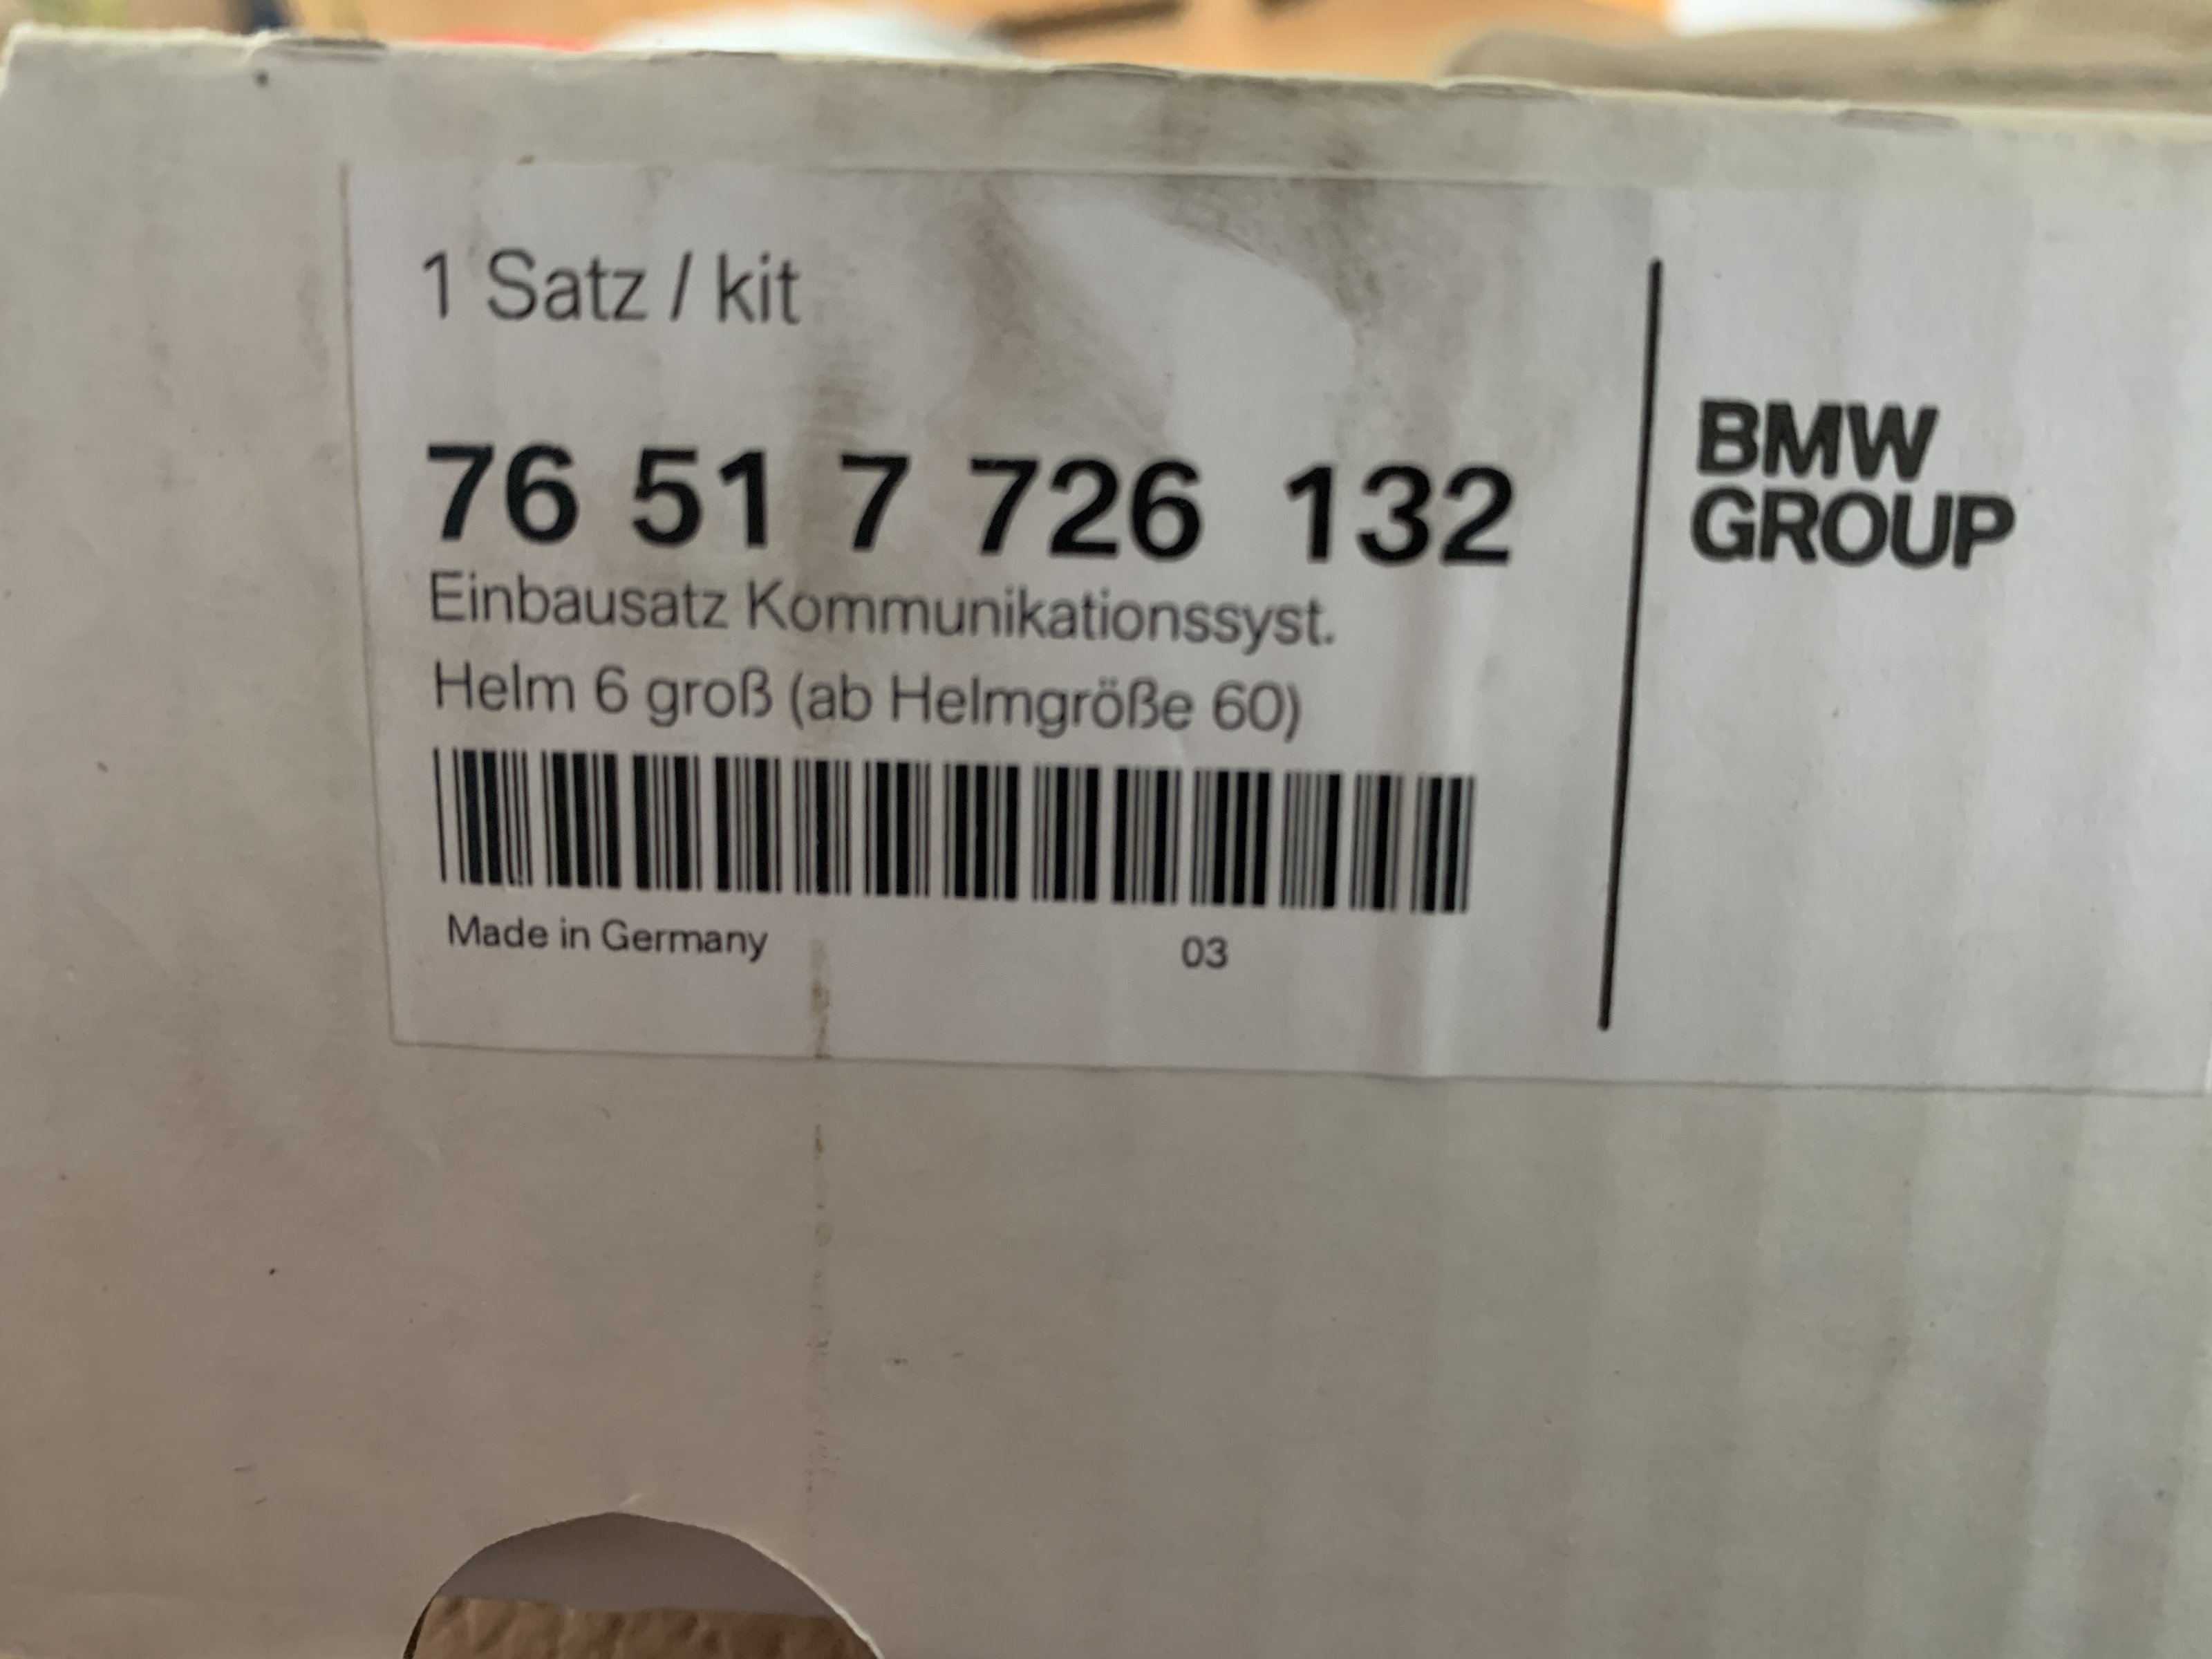 1 Satz / kit
76 51 7 726 132
Einbausatz Kommunikationssyst.
Helm 6 groß (ab Helmgröße 60)
Made in Germany 03
BMW
GROUP